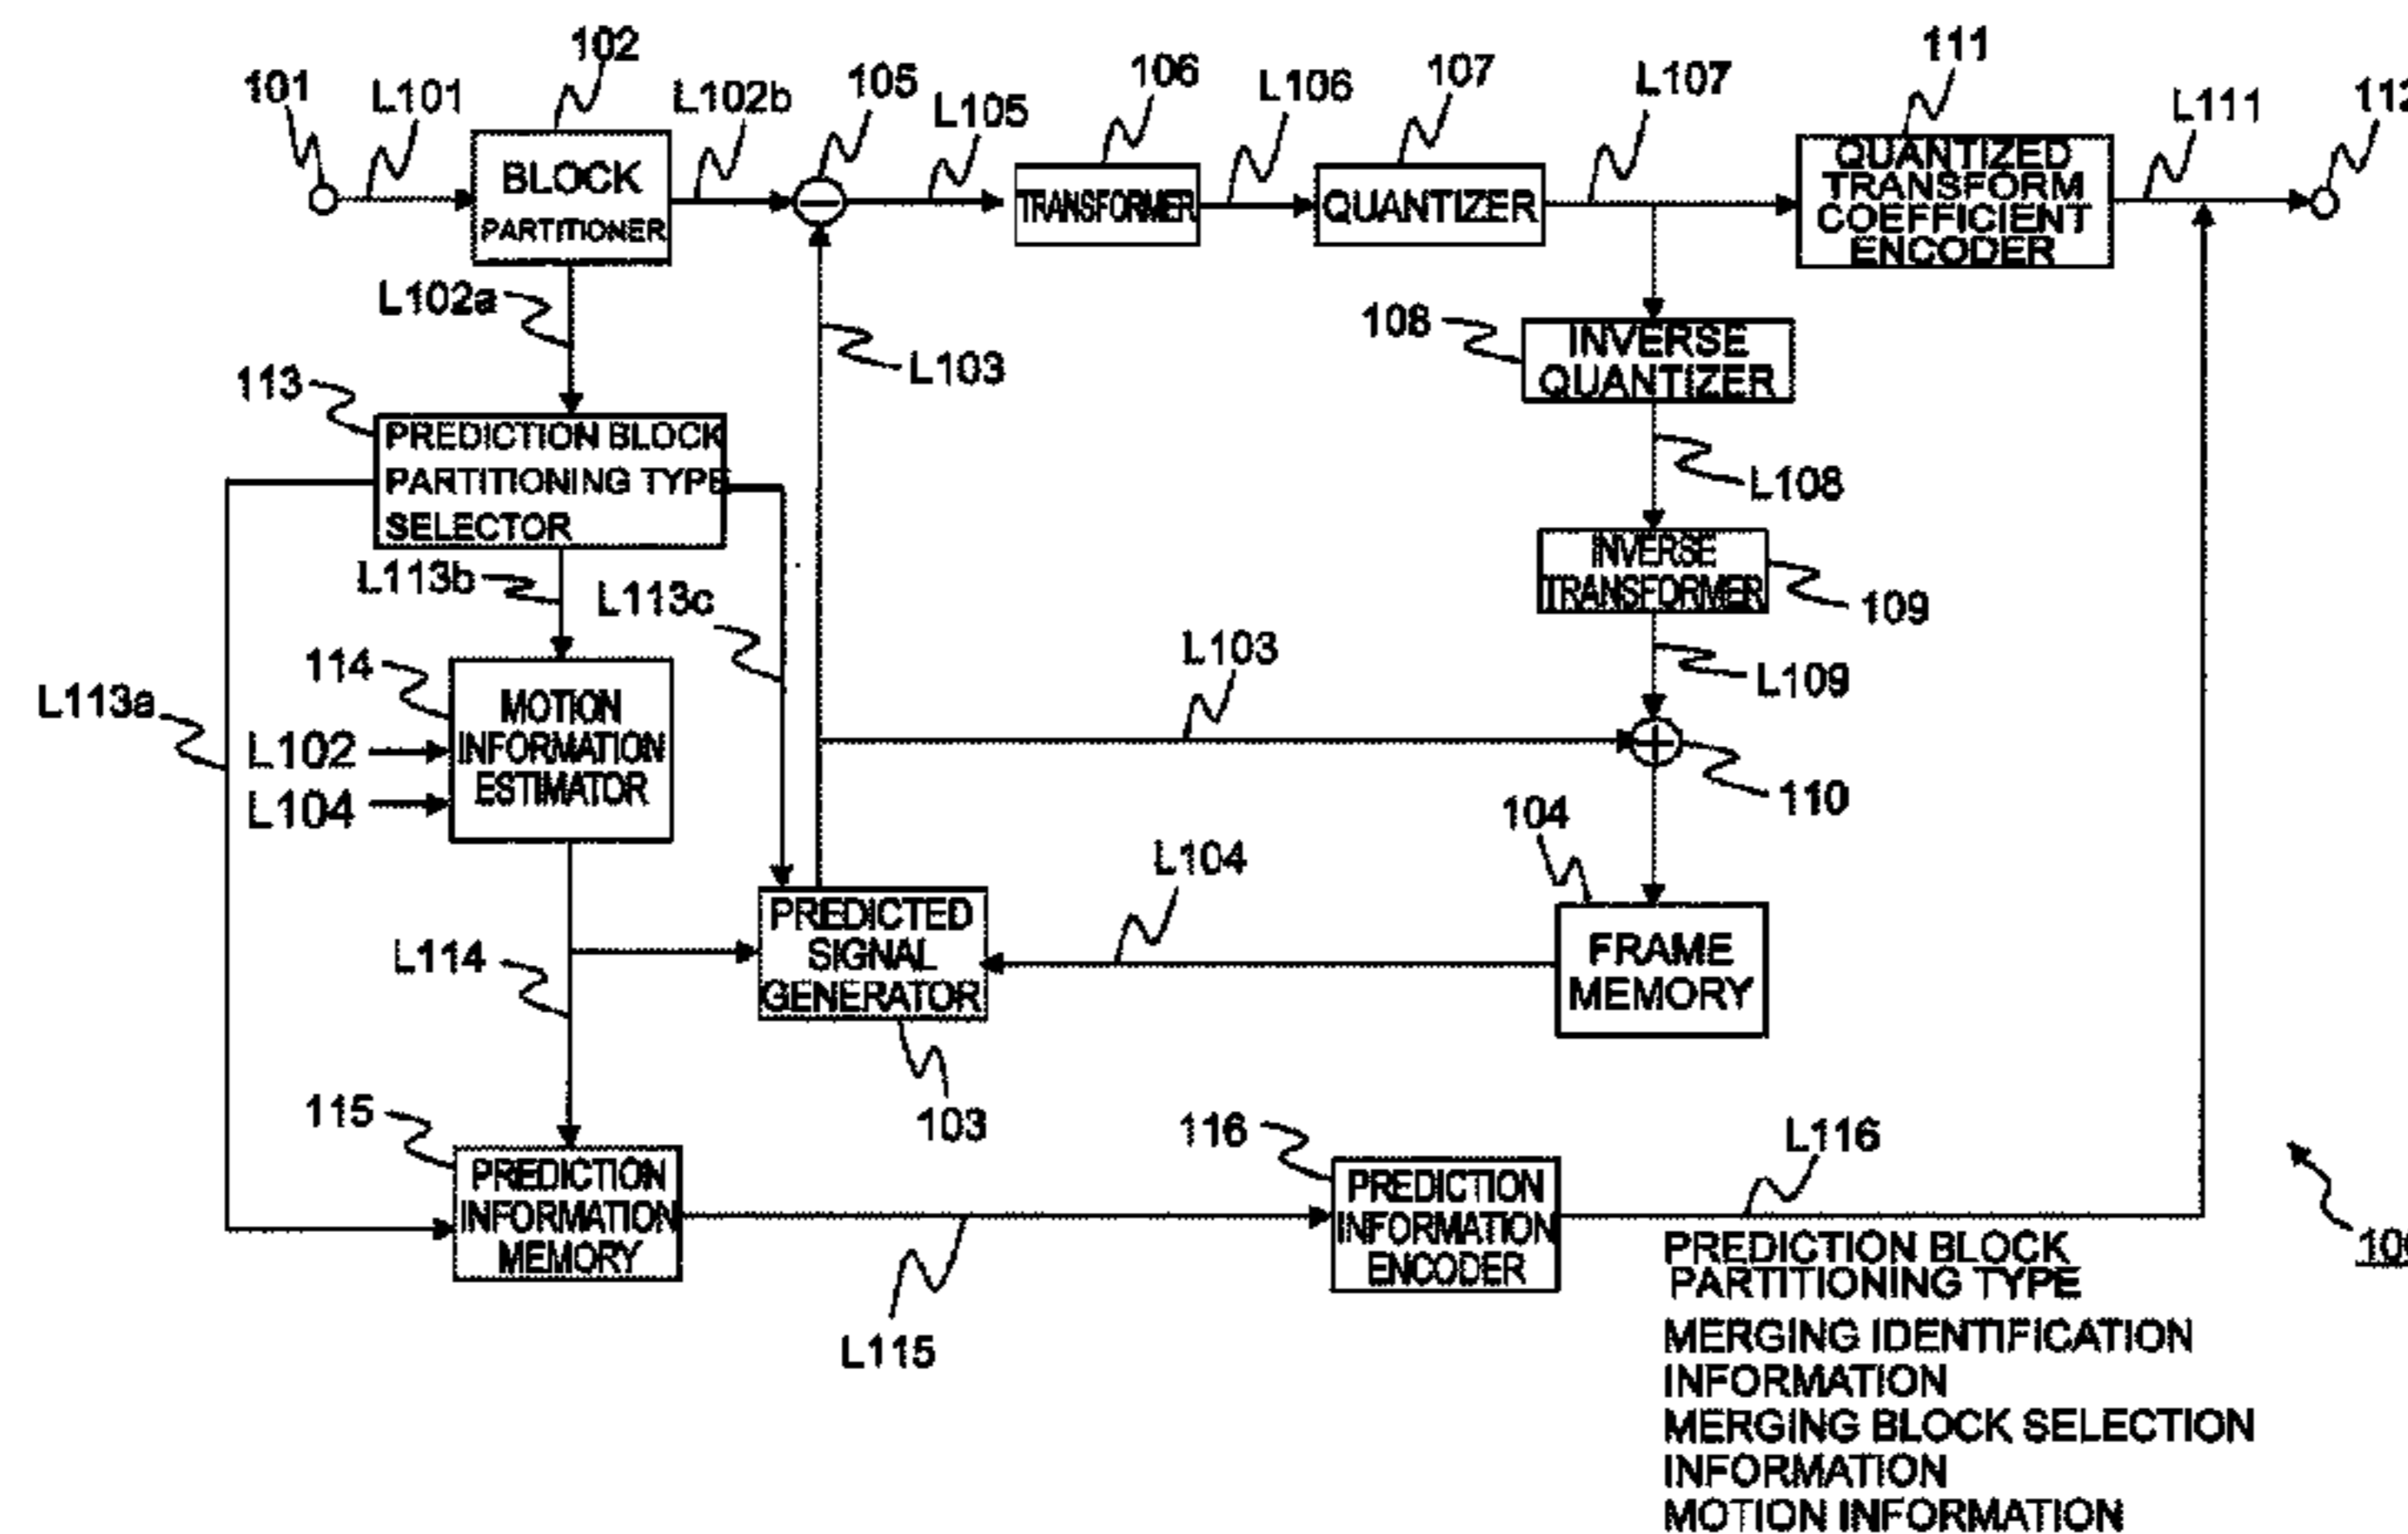 102
101
L101
L102b
105
L105
106
L106
107
L107
111
L111
112
BLOCK
PARTITIONER
TRANSFORMER
QUANTIZER
QUANTIZED
TRANSFORM
COEFFICIENT
ENCODER
L102a
L103
108
INVERSE
QUANTIZER
113
PREDICTION BLOCK
PARTITIONING TYPE
SELECTOR
L108
INVERSE
TRANSFORMER
109
L113b
L113c
L113a
114
MOTION
INFORMATION
ESTIMATOR
L102
L104
L103
L109
110
104
FRAME
MEMORY
L104
PREDICTED
SIGNAL
GENERATOR
103
L114
115
PREDICTION
INFORMATION
MEMORY
L115
116
PREDICTION
INFORMATION
ENCODER
L116
PREDICTION BLOCK
PARTITIONING TYPE
MERGING IDENTIFICATION
INFORMATION
MERGING BLOCK SELECTION
INFORMATION
MOTION INFORMATION